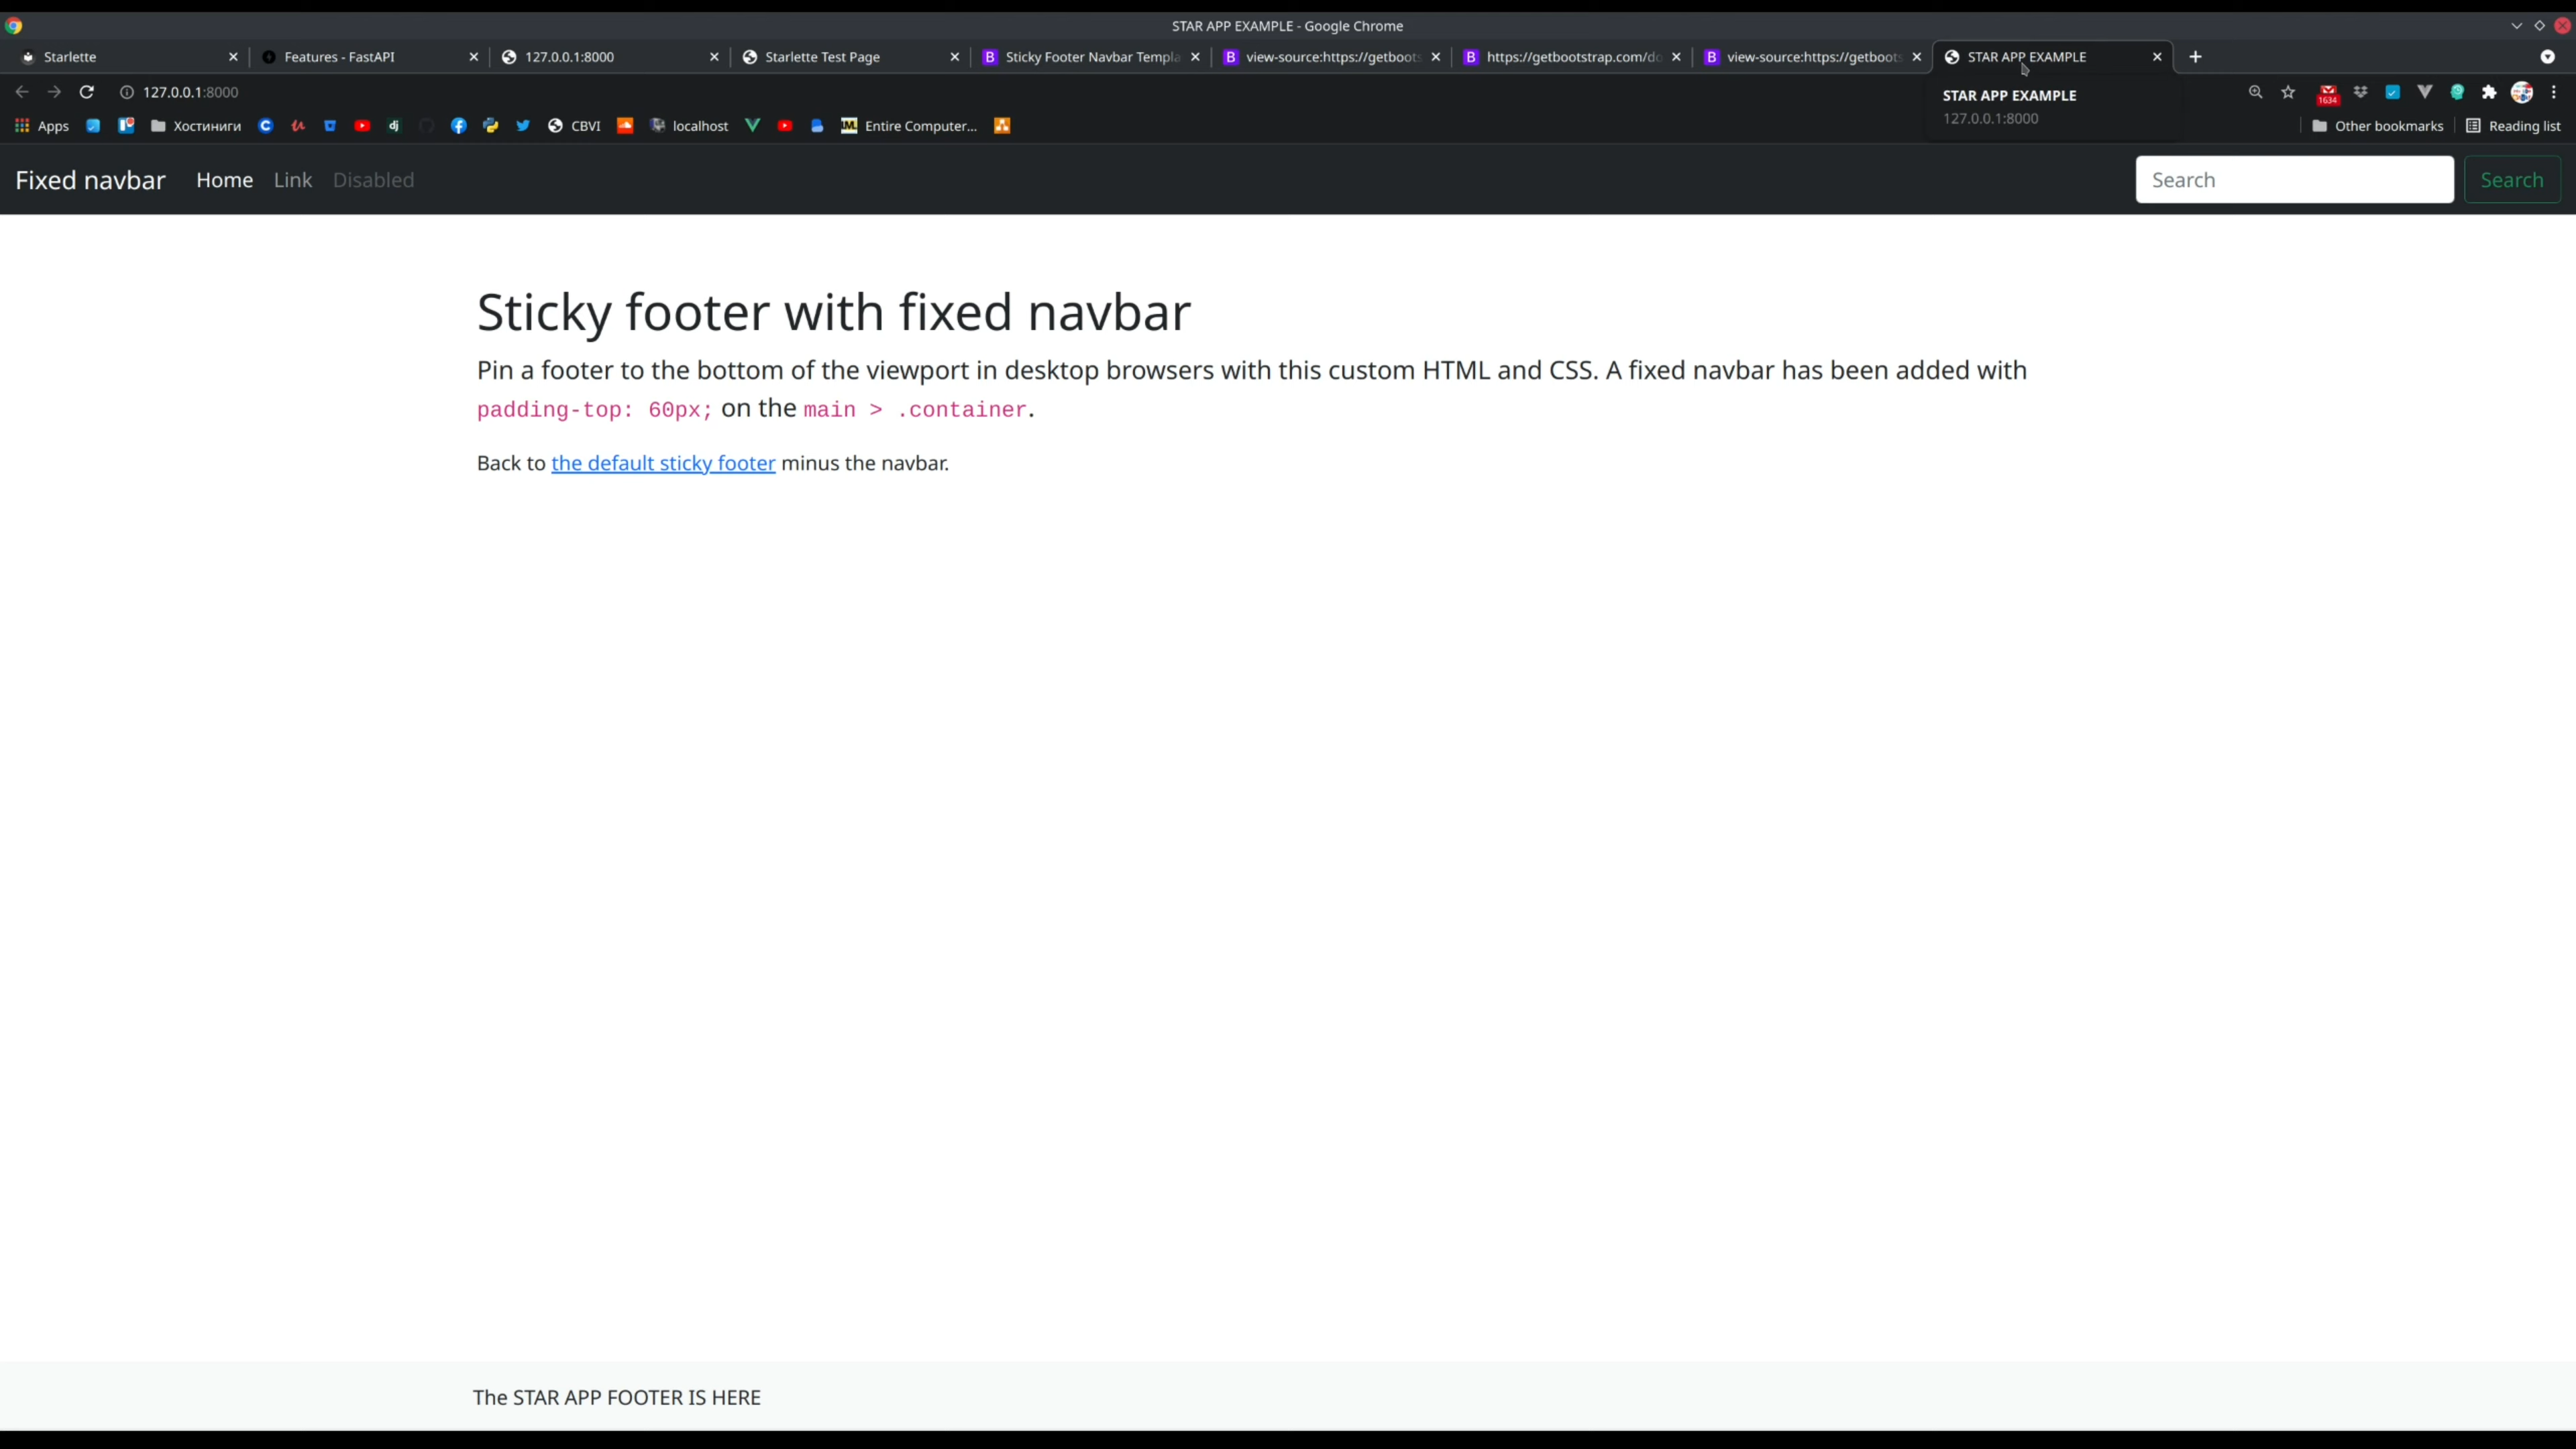 STAR APP EXAMPLE - Google Chrome
Starlette
Features - FastAPI
127.0.0.1:8000
Starlette Test Page
Sticky Footer Navbar Templa
view-source:https://getboots
https://getbootstrap.com/do
view-source:https://getboots
STAR APP EXAMPLE
127.0.0.1:8000
STAR APP EXAMPLE
127.0.0.1:8000
1634
Apps
Хостиниги
CBVI
localhost
Entire Computer...
Other bookmarks
Reading list
Fixed navbar Home Link Disabled
Search
Search
Sticky footer with fixed navbar
Pin a footer to the bottom of the viewport in desktop browsers with this custom HTML and CSS. A fixed navbar has been added with
padding-top: 60px; on the main > .container.
Back to the default sticky footer minus the navbar.
The STAR APP FOOTER IS HERE